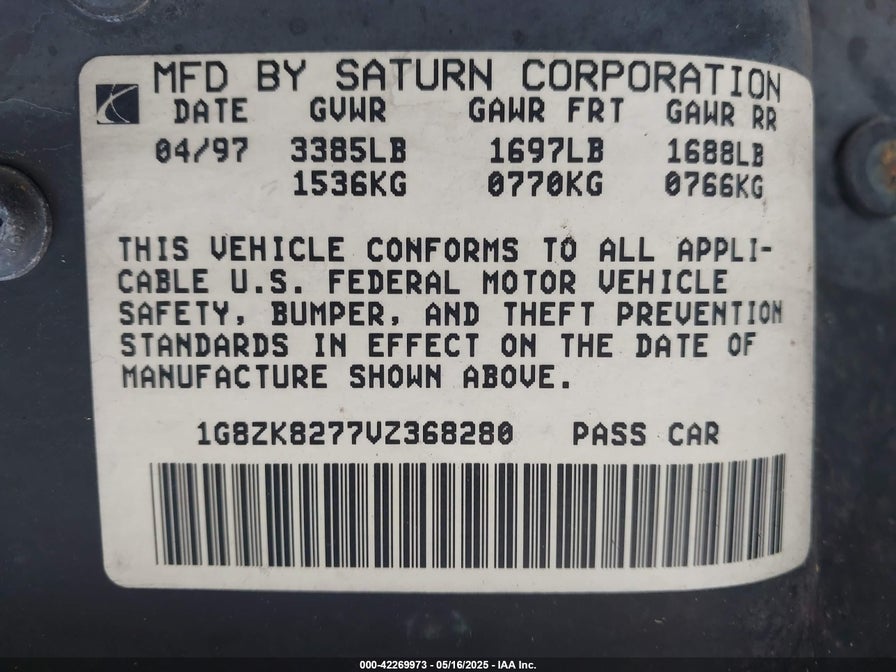 MFD BY SATURN CORPORATION
DATE GVWR GAWR FRT GAWR RR
04/97 3385LB 1697LB 1688LB
1536KG 0770KG 0766KG
THIS VEHICLE CONFORMS TO ALL APPLI-
CABLE U.S. FEDERAL MOTOR VEHICLE
SAFETY, BUMPER, AND THEFT PREVENTION
STANDARDS IN EFFECT ON THE DATE OF
MANUFACTURE SHOWN ABOVE.
1G8ZK8277VZ368280 PASS CAR
000-42269973 - 05/16/2025 - IAA Inc.